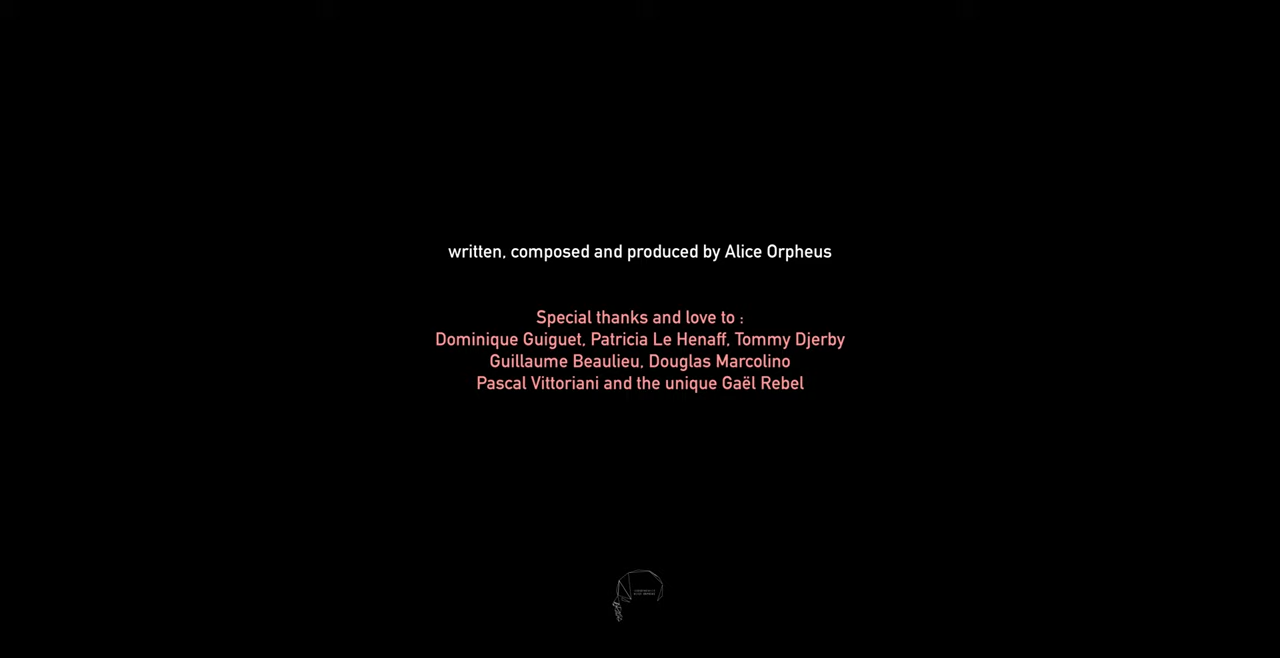 written, composed and produced by Alice Orpheus
Special thanks and love to :
Dominique Guiguet, Patricia Le Henaff, Tommy Djerby
Guillaume Beaulieu, Douglas Marcolino
Pascal Vittoriani and the unique Gaël Rebel